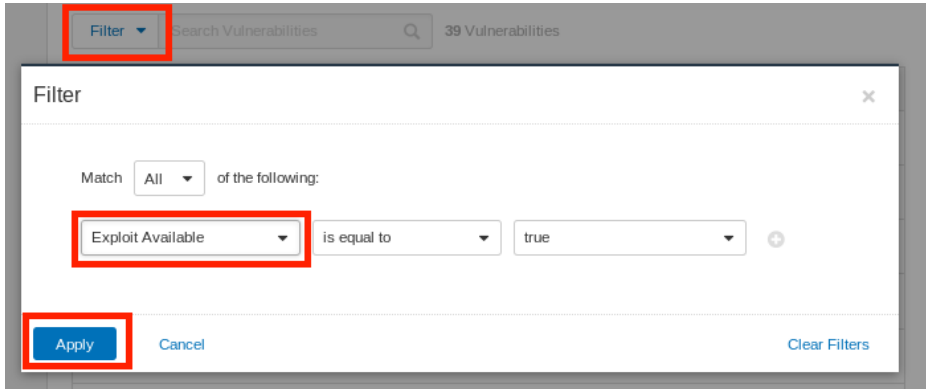 Filter Search Vulnerabilities 39 Vulnerabilities
Filter ×
Match All of the following:
Exploit Available is equal to true
Apply Cancel Clear Filters